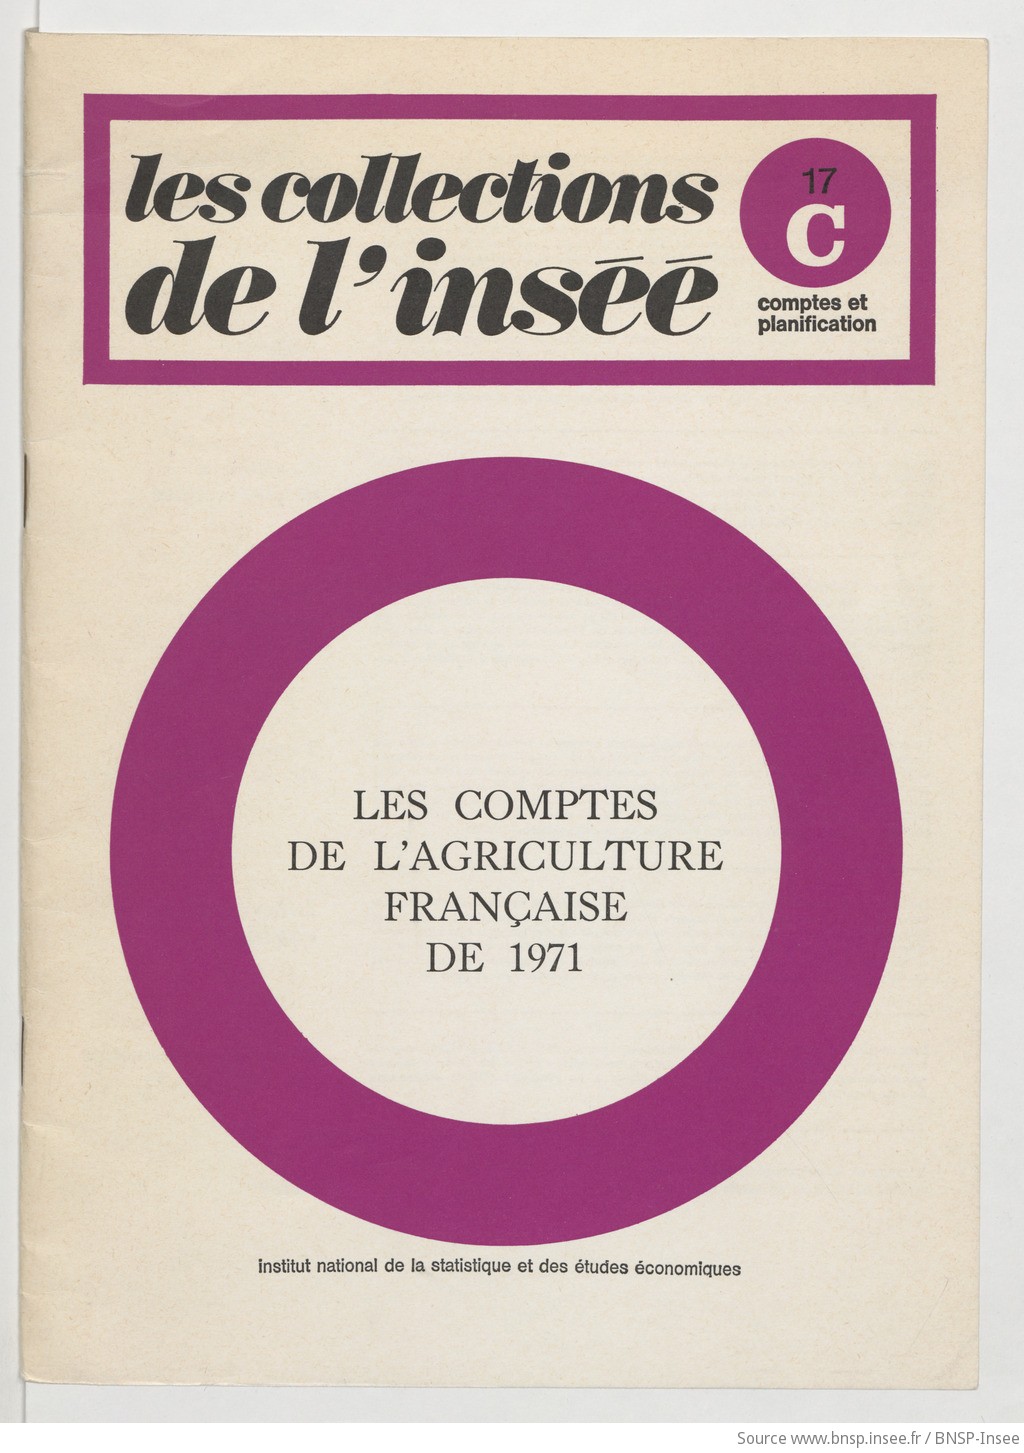 les collections
de l'inséé
17
C
comptes et
planification
LES COMPTES
DE L'AGRICULTURE
FRANÇAISE
DE 1971
institut national de la statistique et des études économiques
Source www.bnsp.insee.fr / BNSP-Insee